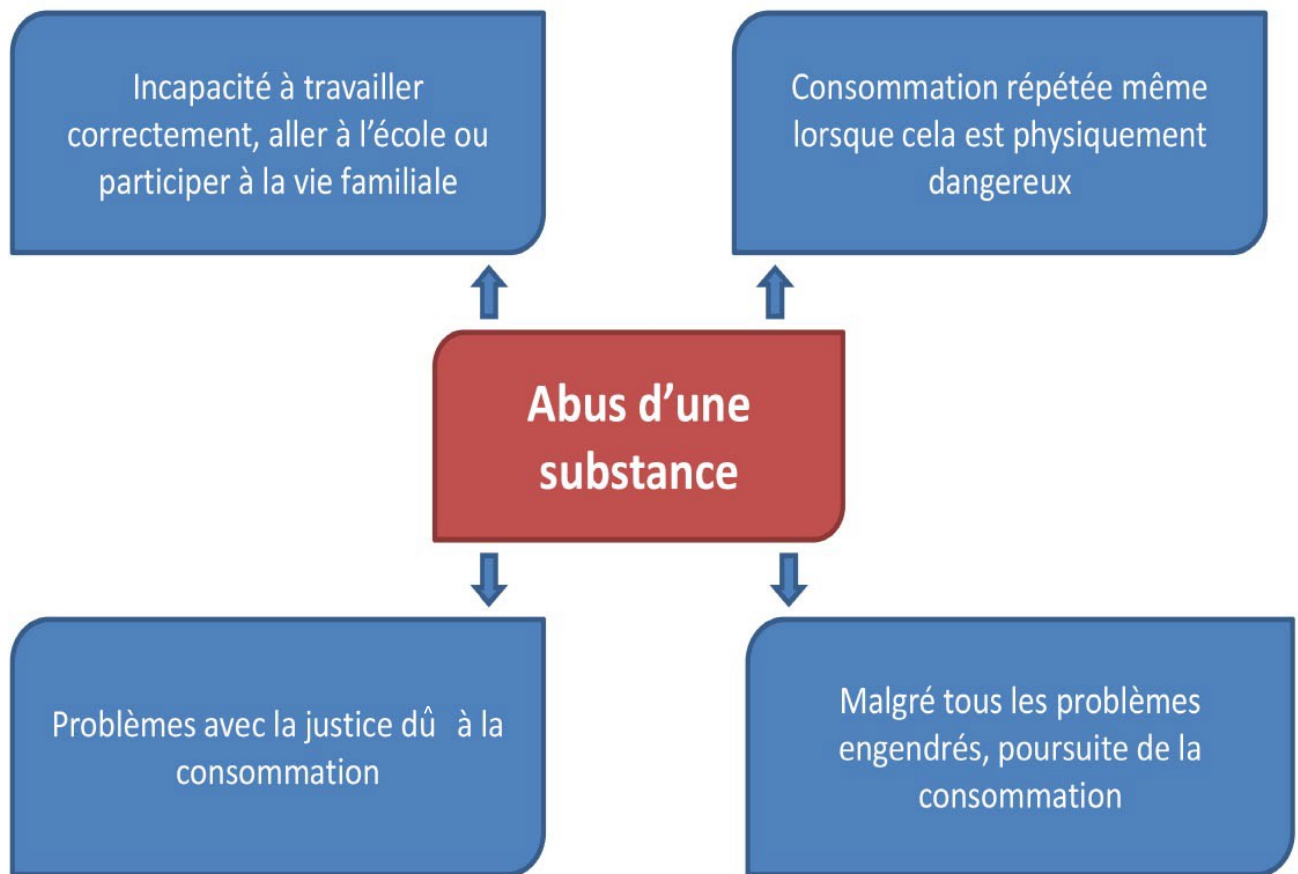 Incapacité à travailler
correctement, aller à l’école ou
participer à la vie familiale
Consommation répétée même
lorsque cela est physiquement
dangereux
Abus d’une
substance
Problèmes avec la justice dû à la
consommation
Malgré tous les problèmes
engendrés, poursuite de la
consommation